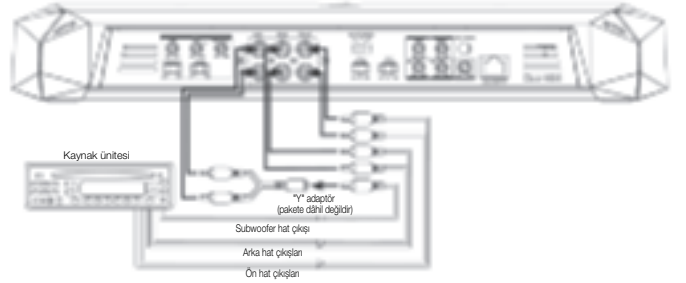 Kaynak ünitesi
"Y" adaptör
(pakete dâhil değildir)
Subwoofer hat çıkışı
Arka hat çıkışları
Ön hat çıkışları